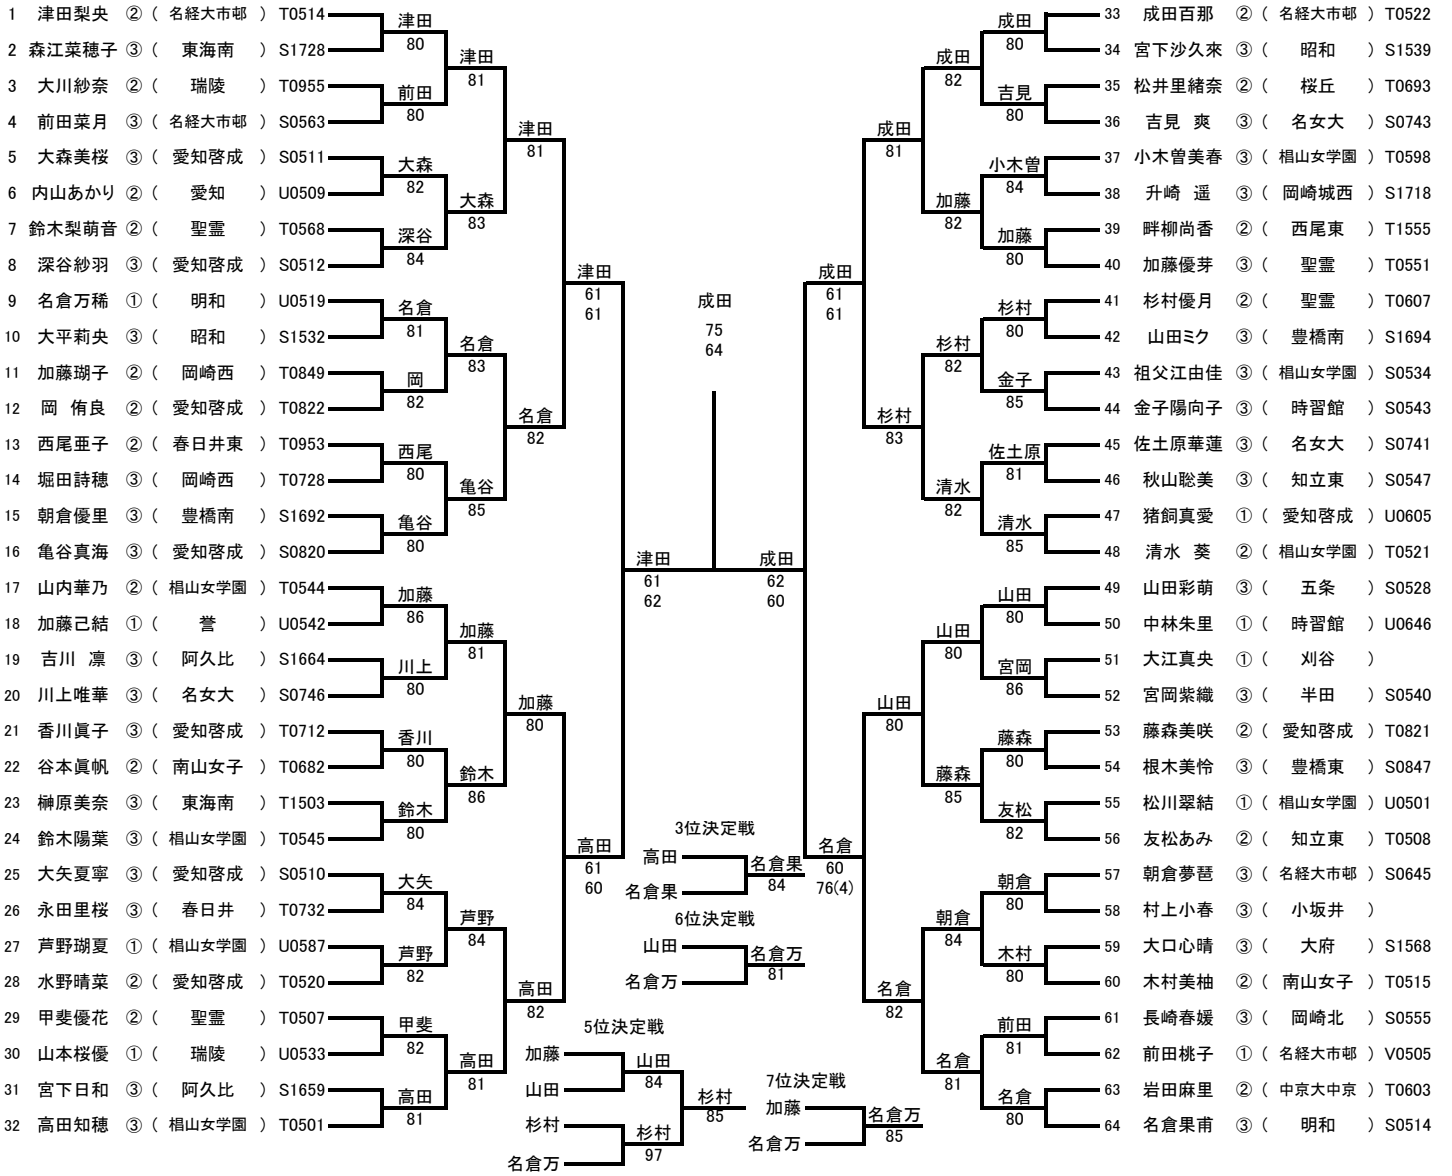 1 津田梨央 ② ( 名経大市邨 ) T0514
2 森江菜穂子 ③ ( 東海南 ) S1728
3 大川紗奈 ② ( 瑞陵 ) T0955
4 前田菜月 ③ ( 名経大市邨 ) S0563
5 大森美桜 ③ ( 愛知啓成 ) S0511
6 内山あかり ② ( 愛知 ) U0509
7 鈴木梨萌音 ② ( 聖霊 ) T0568
8 深谷紗羽 ③ ( 愛知啓成 ) S0512
9 名倉万稀 ① ( 明和 ) U0519
10 大平莉央 ③ ( 昭和 ) S1532
11 加藤瑚子 ② ( 岡崎西 ) T0849
12 岡 侑良 ② ( 愛知啓成 ) T0822
13 西尾亜子 ② ( 春日井東 ) T0953
14 堀田詩穂 ③ ( 岡崎西 ) T0728
15 朝倉優里 ③ ( 豊橋南 ) S1692
16 亀谷真海 ③ ( 愛知啓成 ) S0820
17 山内華乃 ② ( 椙山女学園 ) T0544
18 加藤己結 ① ( 誉 ) U0542
19 吉川 凛 ③ ( 阿久比 ) S1664
20 川上唯華 ③ ( 名女大 ) S0746
21 香川眞子 ③ ( 愛知啓成 ) T0712
22 谷本眞帆 ② ( 南山女子 ) T0682
23 榊原美奈 ③ ( 東海南 ) T1503
24 鈴木陽葉 ③ ( 椙山女学園 ) T0545
25 大矢夏寧 ③ ( 愛知啓成 ) S0510
26 永田里桜 ③ ( 春日井 ) T0732
27 芦野瑚夏 ① ( 椙山女学園 ) U0587
28 水野晴菜 ② ( 愛知啓成 ) T0520
29 甲斐優花 ② ( 聖霊 ) T0507
30 山本桜優 ① ( 瑞陵 ) U0533
31 宮下日和 ③ ( 阿久比 ) S1659
32 高田知穂 ③ ( 椙山女学園 ) T0501
津田
80
前田
80
大森
82
深谷
84
名倉
81
岡
82
西尾
80
亀谷
80
加藤
86
川上
80
香川
80
鈴木
80
大矢
84
芦野
82
甲斐
82
高田
81
津田
81
大森
83
名倉
83
亀谷
85
加藤
81
鈴木
86
芦野
84
高田
81
津田
81
名倉
82
加藤
80
高田
82
津田
61
61
高田
61
60
津田
61
62
成田
75
64
成田
62
60
成田
61
61
名倉
60
76(4)
成田
81
杉村
83
山田
80
名倉
82
成田
82
加藤
82
杉村
82
清水
82
山田
80
藤森
85
朝倉
84
名倉
81
成田
80
吉見
80
小木曽
84
加藤
80
杉村
80
金子
85
佐土原
81
清水
85
山田
80
宮岡
86
藤森
80
友松
82
朝倉
80
木村
80
前田
81
名倉
80
33 成田百那 ② ( 名経大市邨 ) T0522
34 宮下沙久來 ③ ( 昭和 ) S1539
35 松井里緒奈 ② ( 桜丘 ) T0693
36 吉見 爽 ③ ( 名女大 ) S0743
37 小木曽美春 ③ ( 椙山女学園 ) T0598
38 升崎 遥 ③ ( 岡崎城西 ) S1718
39 畔柳尚香 ② ( 西尾東 ) T1555
40 加藤優芽 ③ ( 聖霊 ) T0551
41 杉村優月 ② ( 聖霊 ) T0607
42 山田ミク ③ ( 豊橋南 ) S1694
43 祖父江由佳 ③ ( 椙山女学園 ) S0534
44 金子陽向子 ③ ( 時習館 ) S0543
45 佐土原華蓮 ③ ( 名女大 ) S0741
46 秋山聡美 ③ ( 知立東 ) S0547
47 猪飼真愛 ① ( 愛知啓成 ) U0605
48 清水 葵 ② ( 椙山女学園 ) T0521
49 山田彩萌 ③ ( 五条 ) S0528
50 中林朱里 ① ( 時習館 ) U0646
51 大江真央 ① ( 刈谷 )
52 宮岡紫織 ③ ( 半田 ) S0540
53 藤森美咲 ② ( 愛知啓成 ) T0821
54 根木美怜 ③ ( 豊橋東 ) S0847
55 松川翠結 ① ( 椙山女学園 ) U0501
56 友松あみ ② ( 知立東 ) T0508
57 朝倉夢琶 ③ ( 名経大市邨 ) S0645
58 村上小春 ③ ( 小坂井 )
59 大口心晴 ③ ( 大府 ) S1568
60 木村美柚 ② ( 南山女子 ) T0515
61 長崎春媛 ③ ( 岡崎北 ) S0555
62 前田桃子 ① ( 名経大市邨 ) V0505
63 岩田麻里 ② ( 中京大中京 ) T0603
64 名倉果甫 ③ ( 明和 ) S0514
3位決定戦
高田
名倉果
名倉果
84
6位決定戦
山田
名倉万
名倉万
81
5位決定戦
加藤
山田
山田
84
杉村
名倉万
杉村
97
杉村
85
7位決定戦
加藤
名倉万
名倉万
85